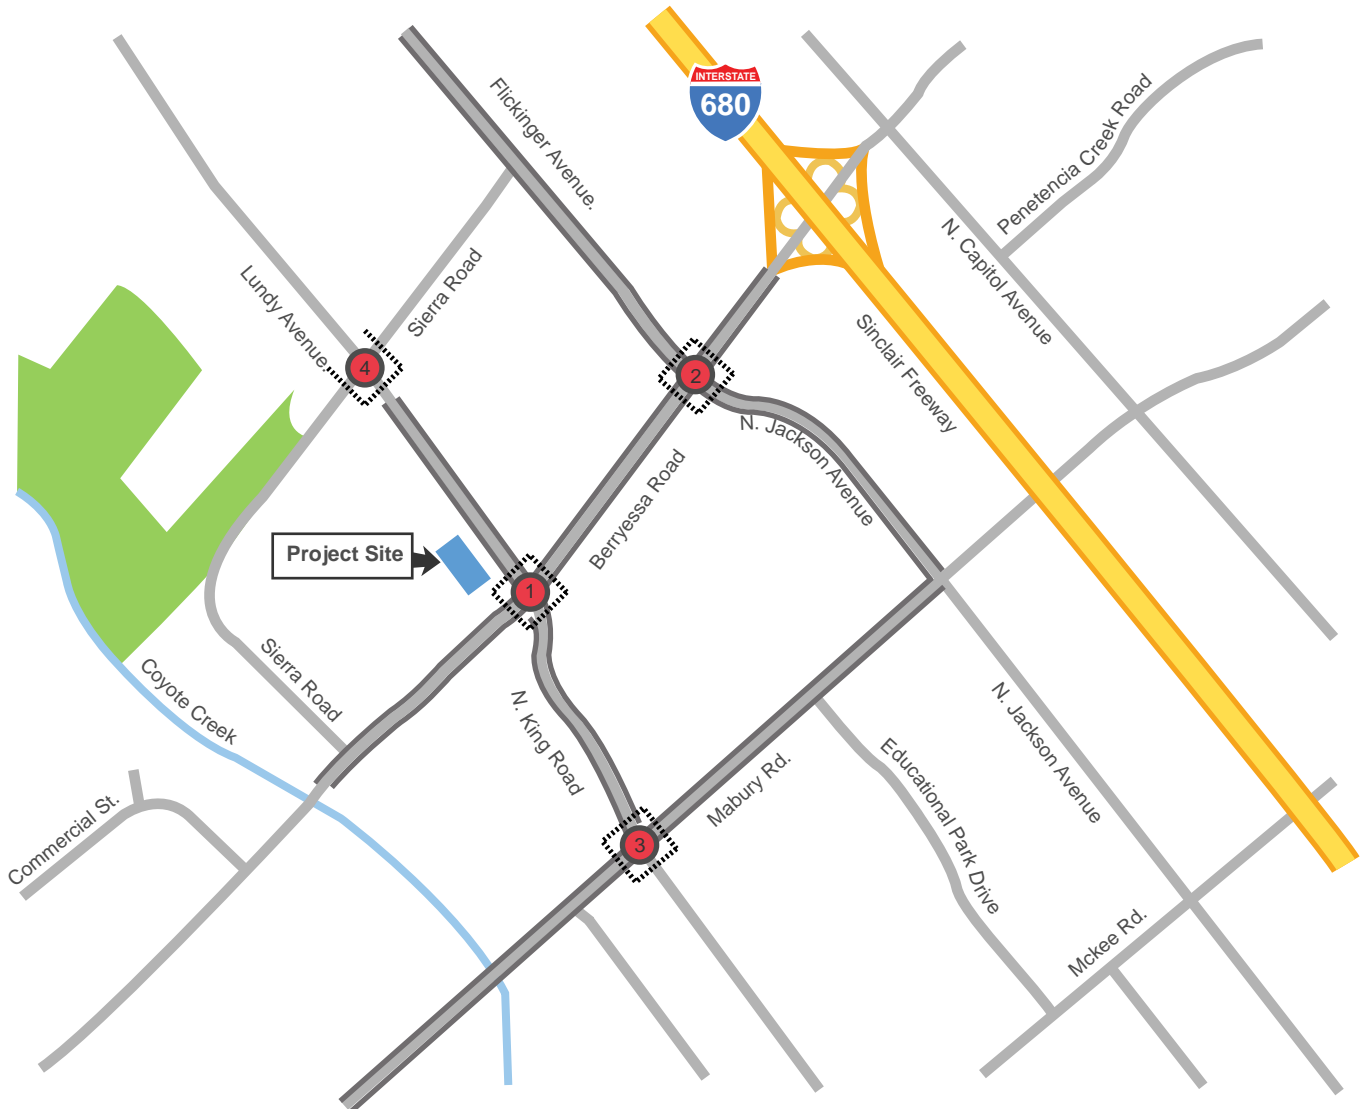 INTERSTATE
680
Flickinger Avenue.
Penetencia Creek Road
N. Capitol Avenue
Sierra Road
Lundy Avenue.
Sinclair Freeway
4
2
N. Jackson Avenue
Berryessa Road
Project Site
1
Sierra Road
Coyote Creek
N. King Road
N. Jackson Avenue
Mabury Rd.
Educational Park Drive
Commercial St.
3
Mckee Rd.